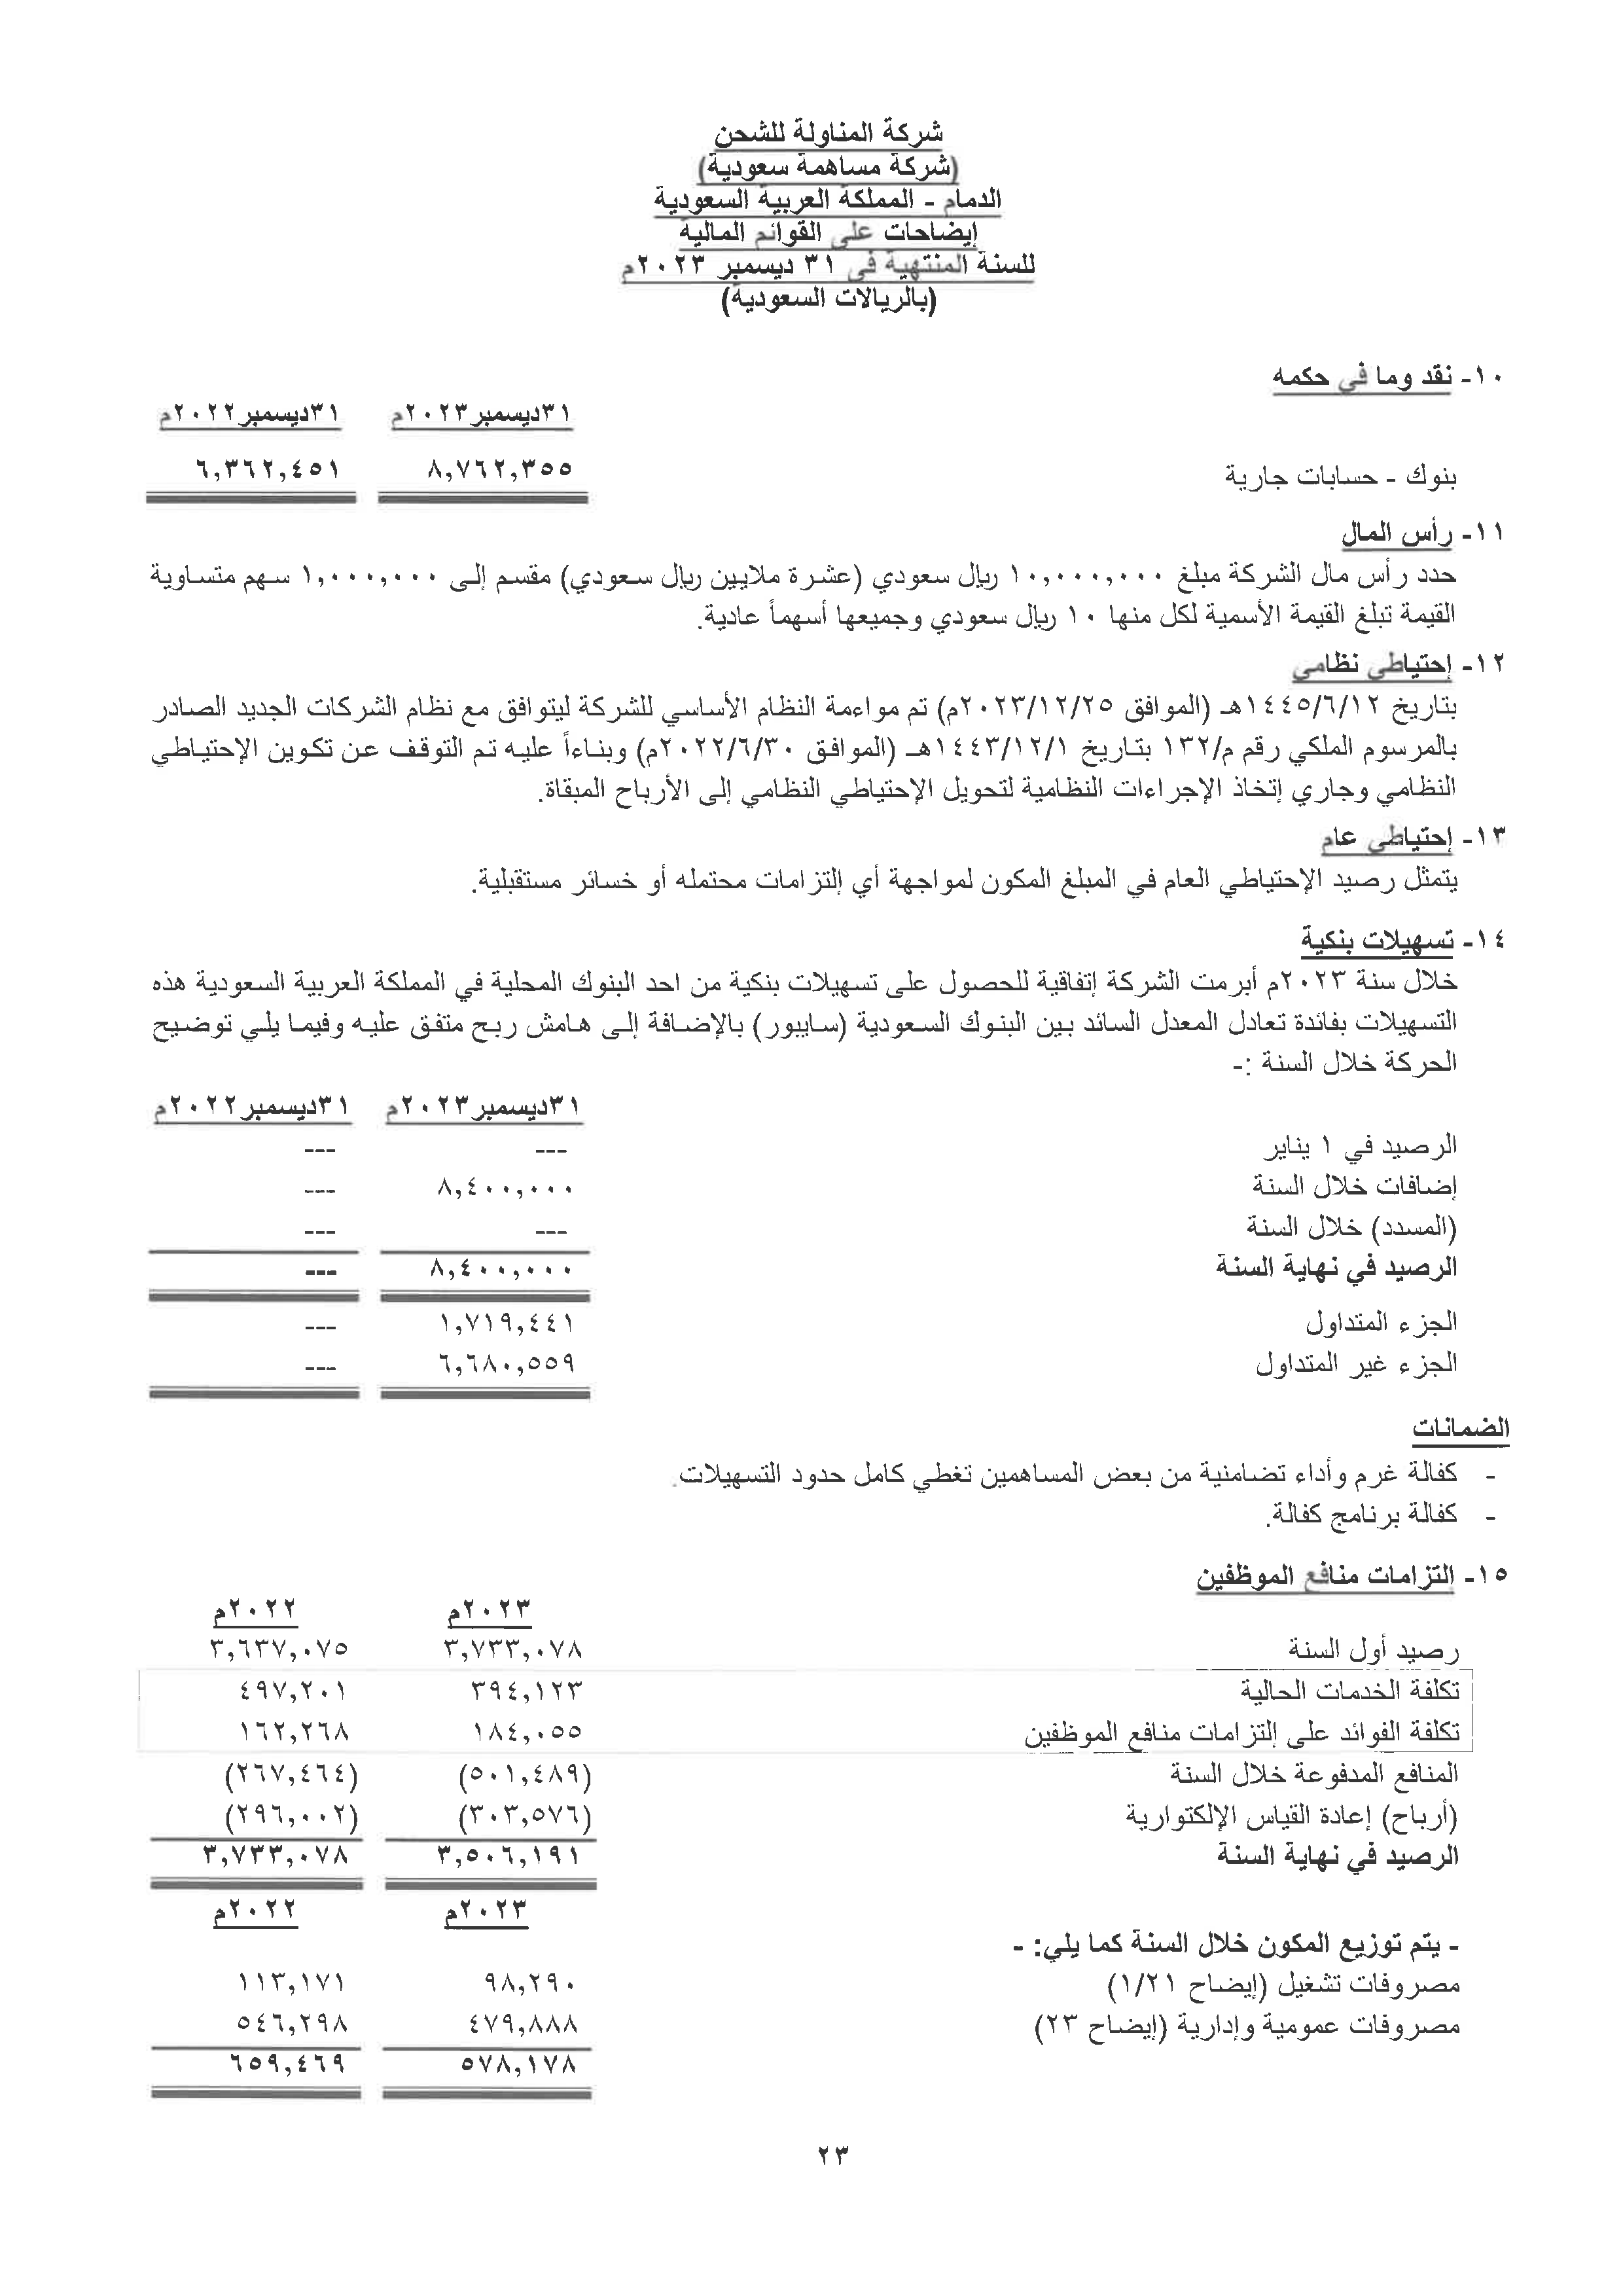 شركة المناولة للشحن
(شركة مساهمة سعودية)
الدمام - المملكة العربية السعودية
إيضاحات على القوائم المالية
للسنة المنتهية في ٣١ ديسمبر ٢٠٢٣م
(بالريالات السعودية)
١٠- نقد وما في حكمه
٣١ديسمبر٢٠٢٣م ٣١ديسمبر٢٠٢٢م
بنوك - حسابات جارية ٨,٧٦٢,٣٥٥ ٦,٣٦٢,٤٥١
١١- رأس المال
حدد رأس مال الشركة مبلغ ١٠,٠٠٠,٠٠٠ ريال سعودي (عشرة ملايين ريال سعودي) مقسم إلى ١,٠٠٠,٠٠٠ سهم متساوية
القيمة تبلغ القيمة الأسمية لكل منها ١٠ ريال سعودي وجميعها أسهماً عادية.
١٢- إحتياطي نظامي
بتاريخ ١٤٤٥/٦/١٢هـ (الموافق ٢٠٢٣/١٢/٢٥م) تم مواءمة النظام الأساسي للشركة ليتوافق مع نظام الشركات الجديد الصادر
بالمرسوم الملكي رقم م/١٣٢ بتاريخ ١٤٤٣/١٢/١هـ (الموافق ٢٠٢٢/٦/٣٠م) وبناءاً عليه تم التوقف عن تكوين الإحتياطي
النظامي وجاري إتخاذ الإجراءات النظامية لتحويل الإحتياطي النظامي إلى الأرباح المبقاة.
١٣- إحتياطي عام
يتمثل رصيد الإحتياطي العام في المبلغ المكون لمواجهة أي إلتزامات محتمله أو خسائر مستقبلية.
١٤- تسهيلات بنكية
خلال سنة ٢٠٢٣م أبرمت الشركة إتفاقية للحصول على تسهيلات بنكية من احد البنوك المحلية في المملكة العربية السعودية هذه
التسهيلات بفائدة تعادل المعدل السائد بين البنوك السعودية (سايبور) بالإضافة إلى هامش ربح متفق عليه وفيما يلي توضيح
الحركة خلال السنة :-
٣١ديسمبر٢٠٢٣م ٣١ديسمبر٢٠٢٢م
الرصيد في ١ يناير --- ---
إضافات خلال السنة ٨,٤٠٠,٠٠٠ ---
(المسدد) خلال السنة --- ---
الرصيد في نهاية السنة ٨,٤٠٠,٠٠٠ ---
الجزء المتداول ١,٧١٩,٤٤١ ---
الجزء غير المتداول ٦,٦٨٠,٥٥٩ ---
الضمانات
- كفالة غرم وأداء تضامنية من بعض المساهمين تغطي كامل حدود التسهيلات.
- كفالة برنامج كفالة.
١٥- إلتزامات منافع الموظفين
٢٠٢٣م ٢٠٢٢م
رصيد أول السنة ٣,٧٣٣,٠٧٨ ٣,٦٣٧,٠٧٥
تكلفة الخدمات الحالية ٣٩٤,١٢٣ ٤٩٧,٢٠١
تكلفة الفوائد على إلتزامات منافع الموظفين ١٨٤,٠٥٥ ١٦٢,٢٦٨
المنافع المدفوعة خلال السنة (٥٠١,٤٨٩) (٢٦٧,٤٦٤)
(أرباح) إعادة القياس الإلكتوارية (٣٠٣,٥٧٦) (٢٩٦,٠٠٢)
الرصيد في نهاية السنة ٣,٥٠٦,١٩١ ٣,٧٣٣,٠٧٨
٢٠٢٣م ٢٠٢٢م
- يتم توزيع المكون خلال السنة كما يلي: -
مصروفات تشغيل (إيضاح ١/٢١) ٩٨,٢٩٠ ١١٣,١٧١
مصروفات عمومية وإدارية (إيضاح ٢٣) ٤٧٩,٨٨٨ ٥٤٦,٢٩٨
٥٧٨,١٧٨ ٦٥٩,٤٦٩
٢٣